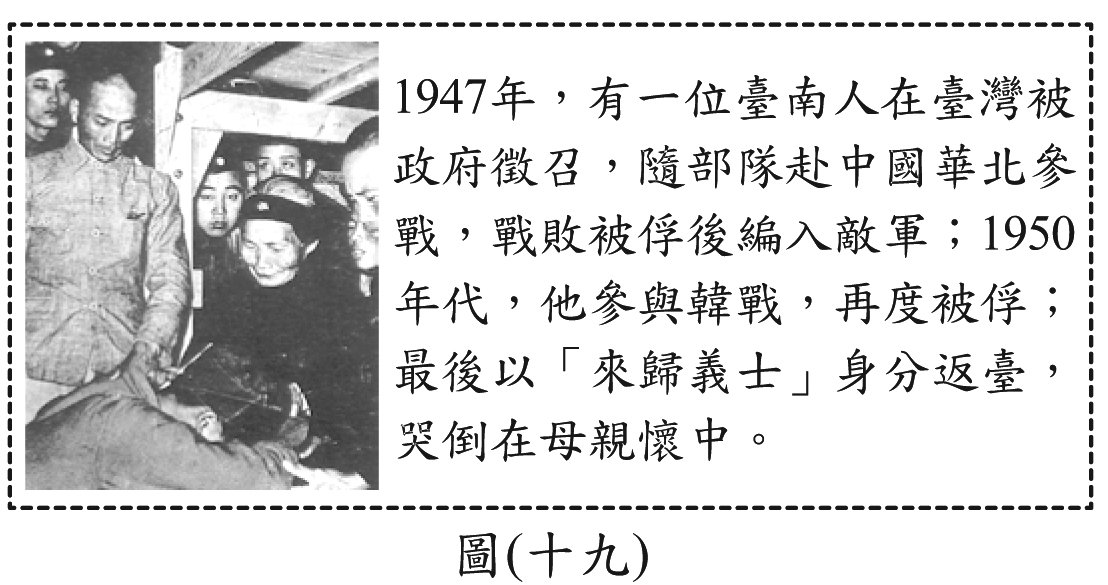 1947年，有一位臺南人在臺灣被
政府徵召，隨部隊赴中國華北參
戰，戰敗被俘後編入敵軍；1950
年代，他參與韓戰，再度被俘；
最後以「來歸義士」身分返臺，
哭倒在母親懷中。
圖(十九)